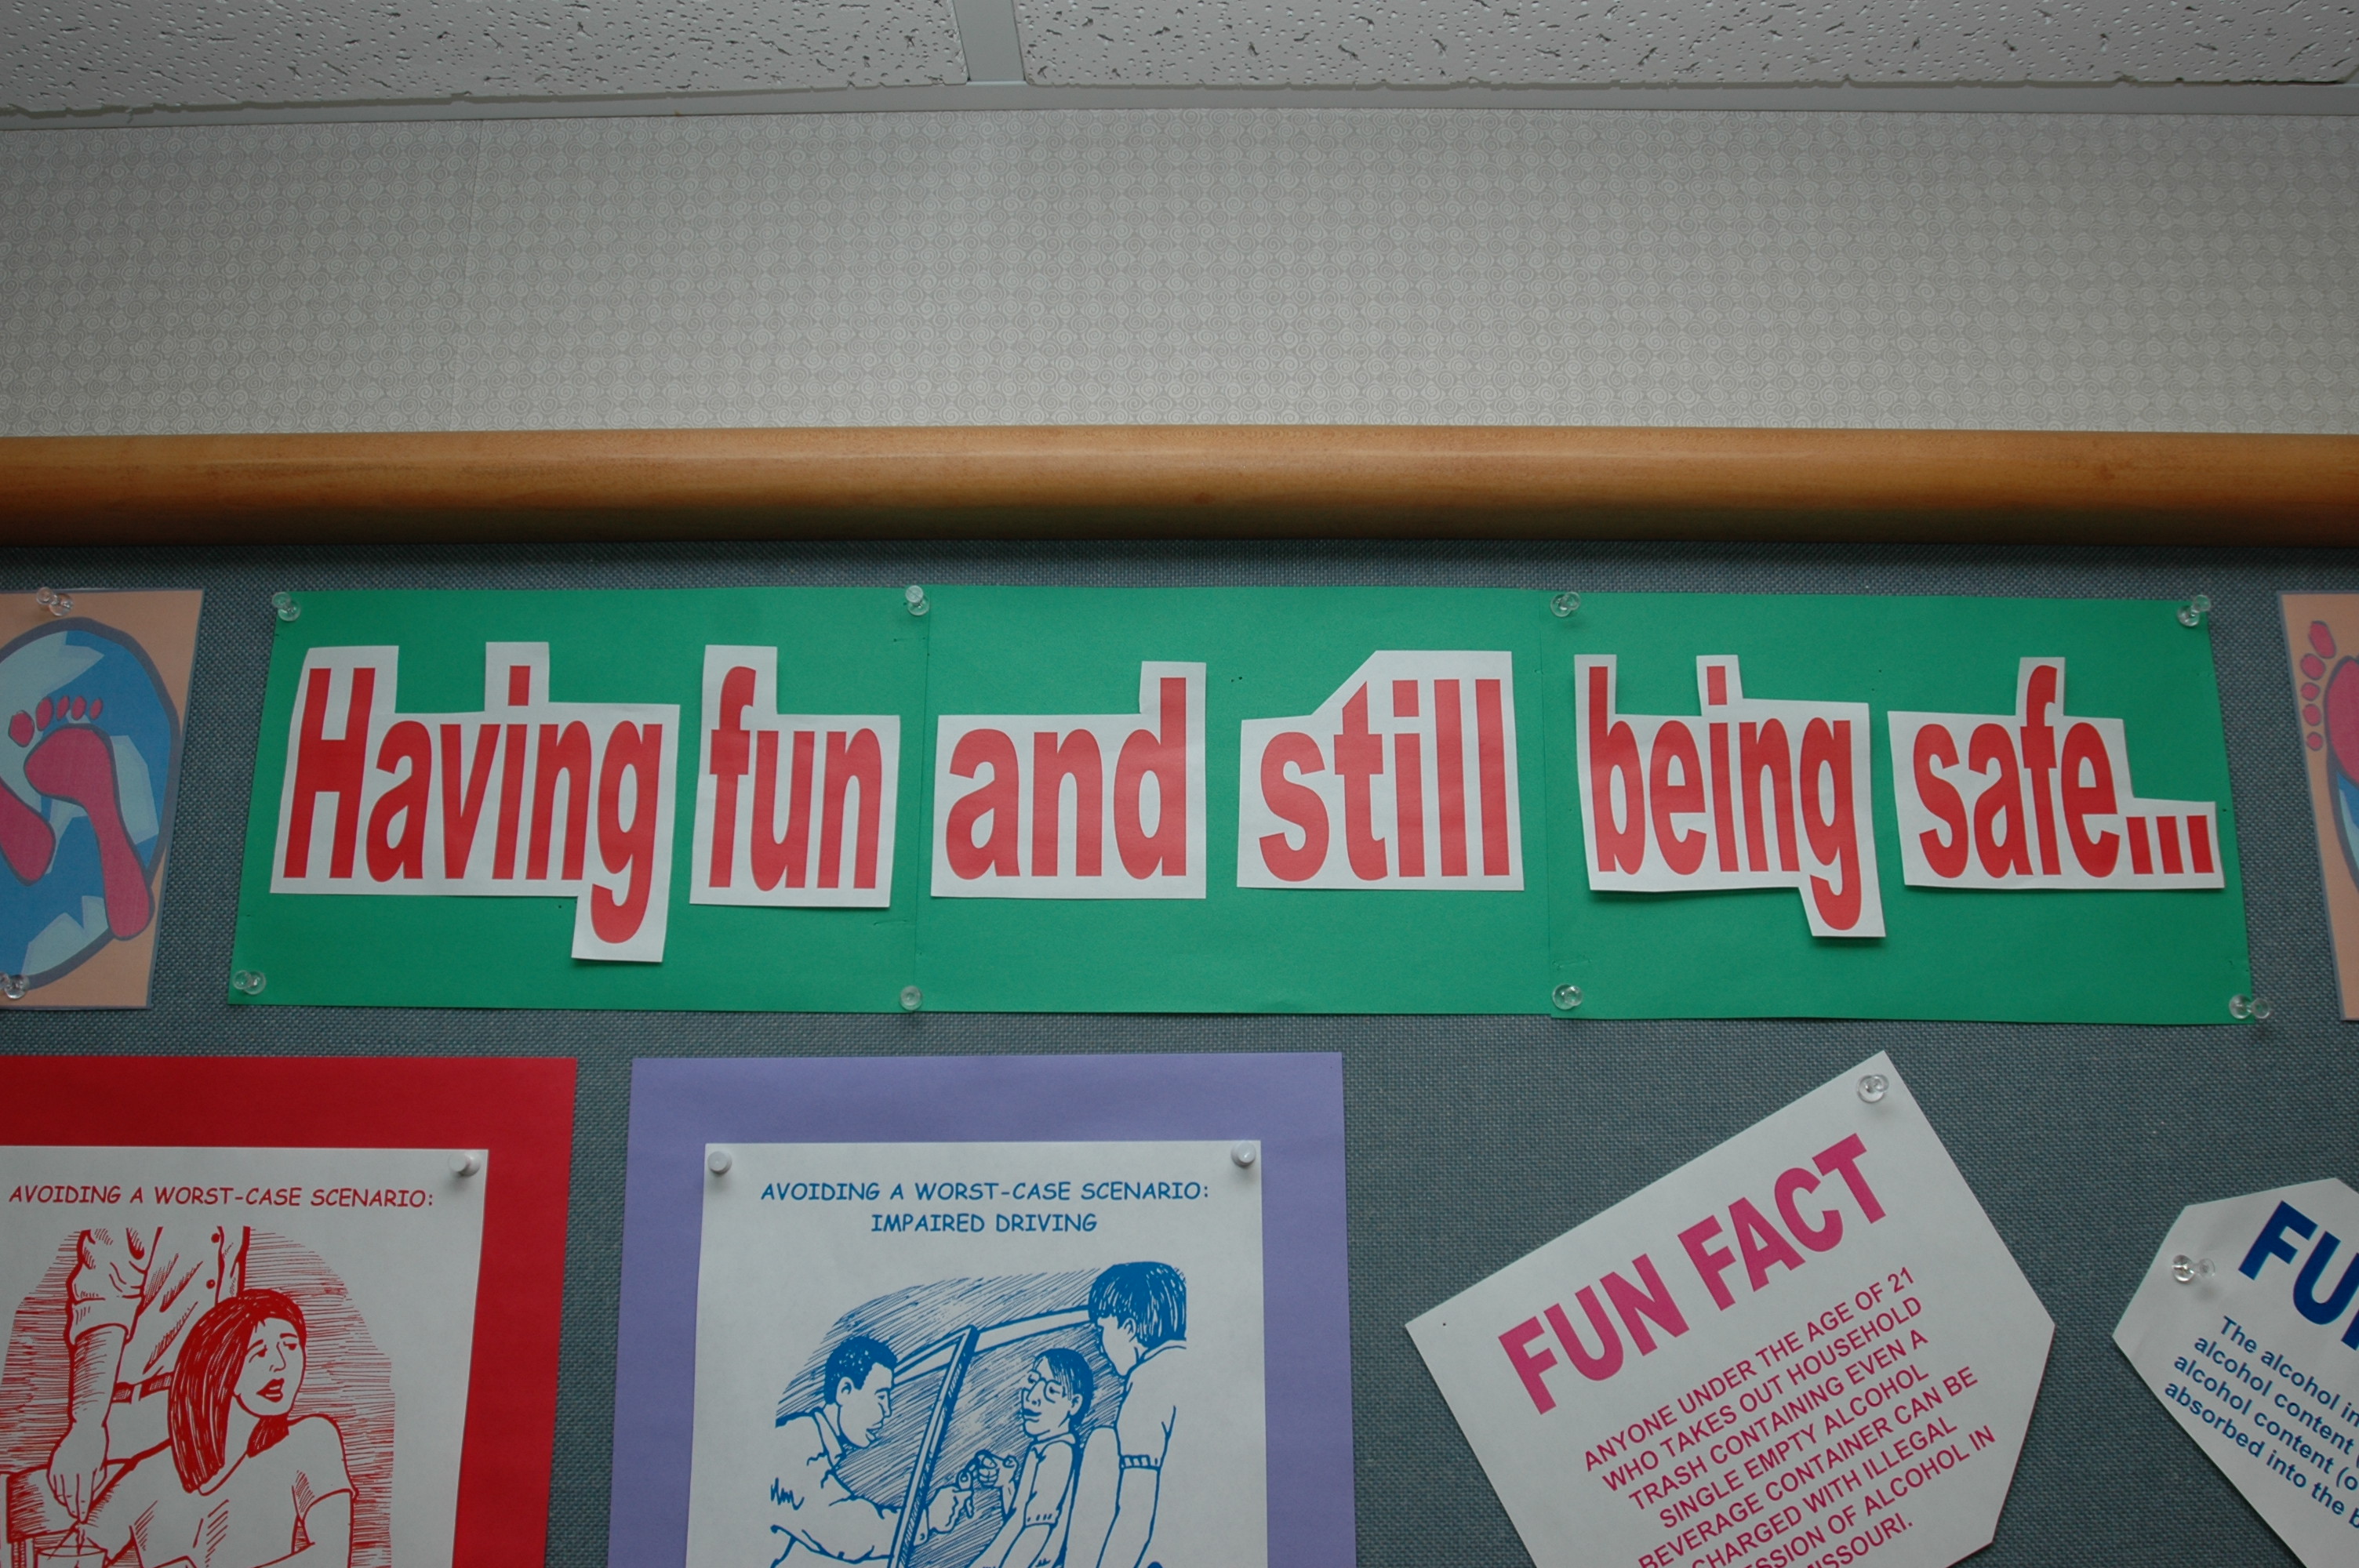 Having fun and still being safe...
AVOIDING A WORST-CASE SCENARIO:
AVOIDING A WORST-CASE SCENARIO:
IMPAIRED DRIVING
FUN FACT
ANYONE UNDER THE AGE OF 21
WHO TAKES OUT HOUSEHOLD
TRASH CONTAINING EVEN A
SINGLE EMPTY ALCOHOL
BEVERAGE CONTAINER CAN BE
CHARGED WITH ILLEGAL
OF ALCOHOL IN
The alcohol in
alcohol content
alcohol content
absorbed into the